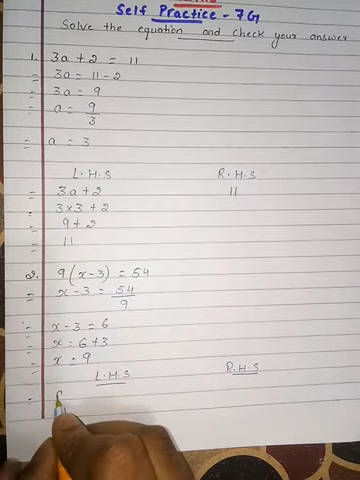 Self Practice - 7G
Solve the equation and check your answer
1. 3a + 2 = 11
= 3a = 11 - 2
= 3a = 9
= a = 9/3
= a = 3
L.H.S R.H.S
= 3a + 2 11
= 3 × 3 + 2
= 9 + 2
= 11
2. 9(x - 3) = 54
= x - 3 = 54/9
= x - 3 = 6
= x = 6 + 3
= x = 9
L.H.S R.H.S
=